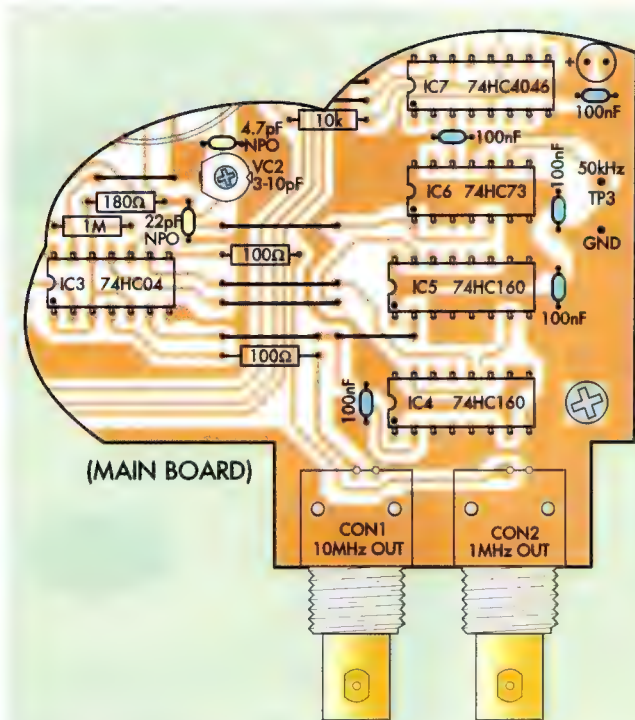 IC7 74HC4046
+
100nF
4.7pF
NPO
10k
100nF
VC2
3-10pF
IC6 74HC73
100nF
50kHz
TP3
180Ω
1M
22pF
NPO
100Ω
GND
IC3 74HC04
IC5 74HC160
100nF
100Ω
100nF
IC4 74HC160
(MAIN BOARD)
CON1
10MHz OUT
CON2
1MHz OUT